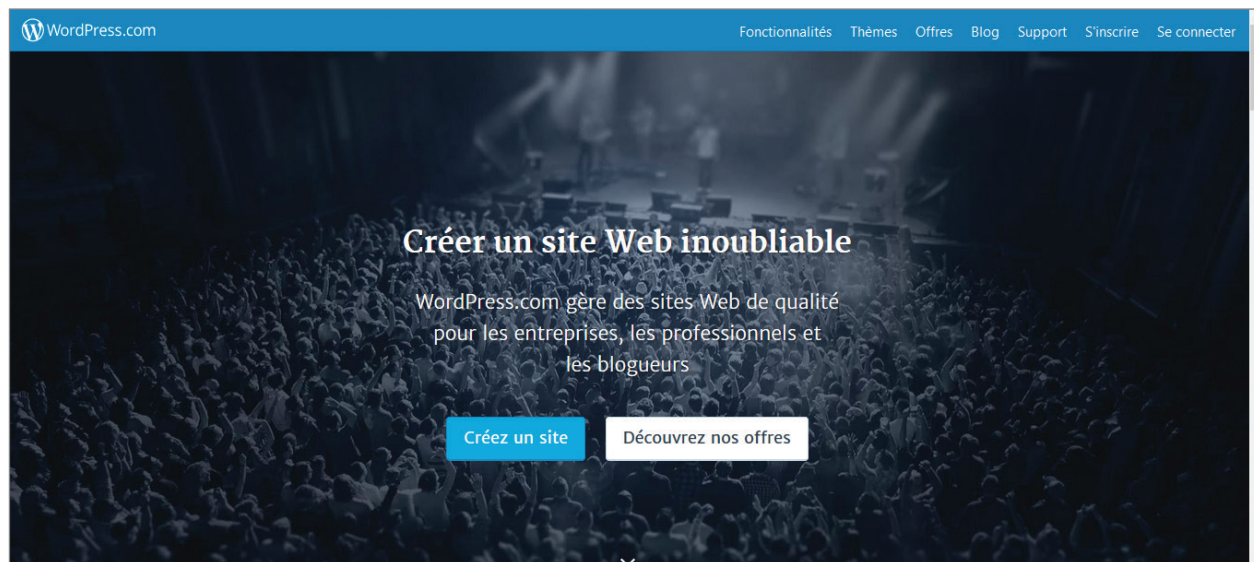 WordPress.com
Fonctionnalités Thèmes Offres Blog Support S'inscrire Se connecter
Créer un site Web inoubliable
WordPress.com gère des sites Web de qualité
pour les entreprises, les professionnels et
les blogueurs
Créez un site
Découvrez nos offres